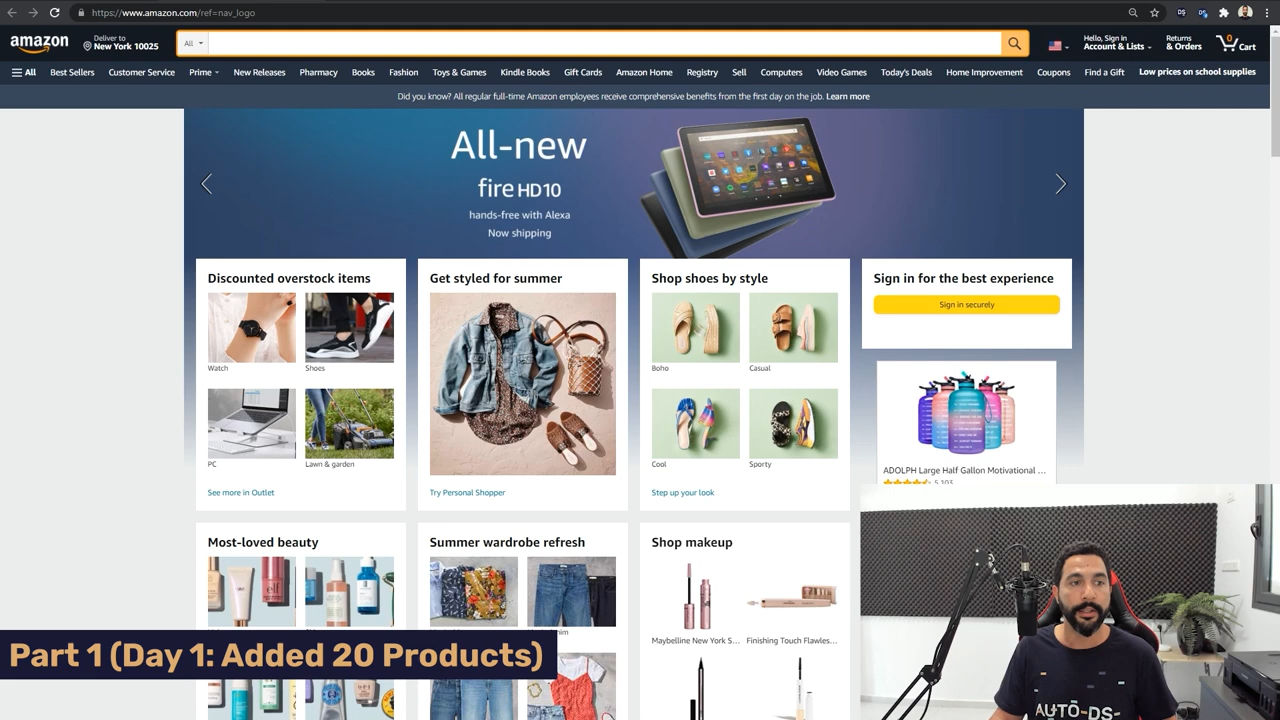 https://www.amazon.com/ref=nav_logo
amazon
Deliver to
New York 10025
All
Hello, Sign in
Account & Lists
Returns
& Orders
0
Cart
All
Best Sellers
Customer Service
Prime
New Releases
Pharmacy
Books
Fashion
Toys & Games
Kindle Books
Gift Cards
Amazon Home
Registry
Sell
Computers
Video Games
Today's Deals
Home Improvement
Coupons
Find a Gift
Low prices on school supplies
Did you know? All regular full-time Amazon employees receive comprehensive benefits from the first day on the job. Learn more
All-new
fire HD10
hands-free with Alexa
Now shipping
Discounted overstock items
Watch
Shoes
PC
Lawn & garden
See more in Outlet
Get styled for summer
Try Personal Shopper
Shop shoes by style
Boho
Casual
Cool
Sporty
Step up your look
Sign in for the best experience
Sign in securely
ADOLPH Large Half Gallon Motivational ...
5,103
Most-loved beauty
Summer wardrobe refresh
Shop makeup
Maybelline New York S...
Finishing Touch Flawles...
Part 1 (Day 1: Added 20 Products)
AUTO-DS-